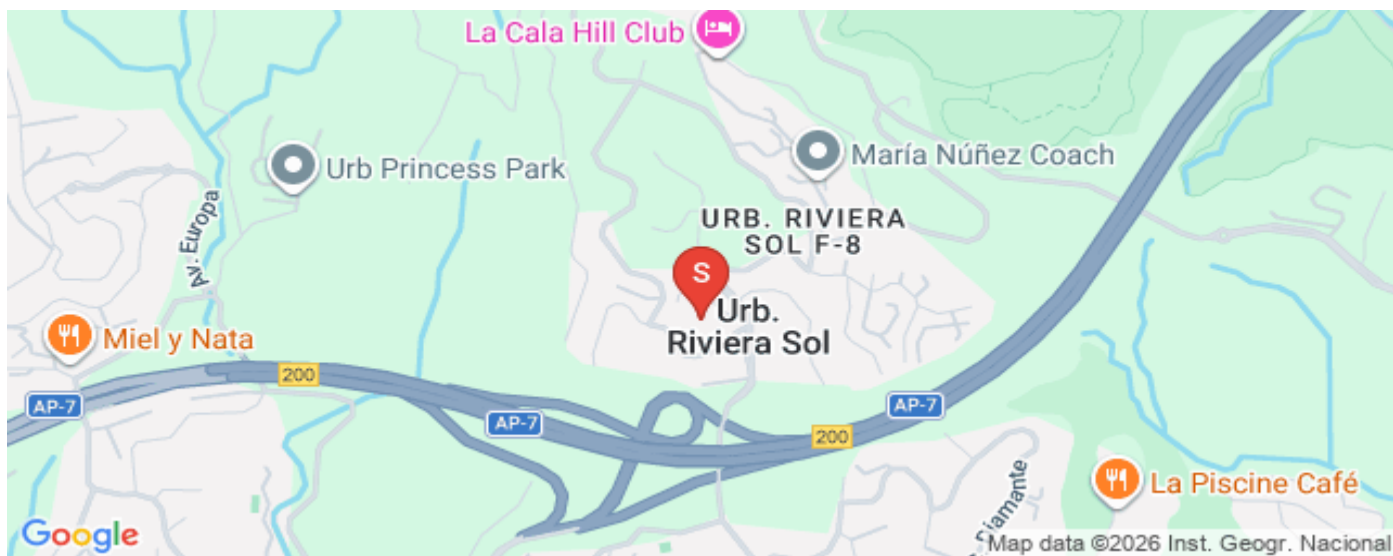 La Cala Hill Club
Urb Princess Park
María Núñez Coach
Av. Europa
URB. RIVIERA
SOL F-8
S
Urb.
Riviera Sol
Miel y Nata
200
AP-7
AP-7
AP-7
200
Diamante
La Piscine Café
Google
Map data ©2026 Inst. Geogr. Nacional